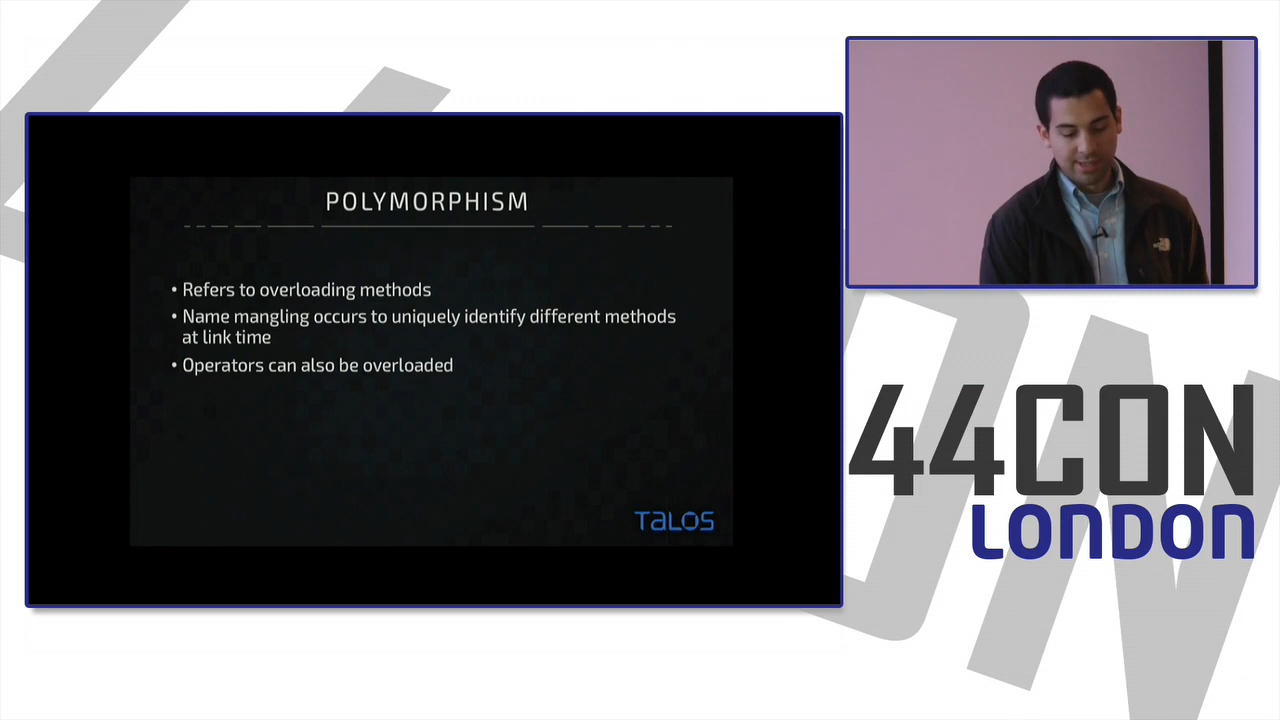 POLYMORPHISM
• Refers to overloading methods
• Name mangling occurs to uniquely identify different methods
at link time
• Operators can also be overloaded
TALOS
44CON
LONDON